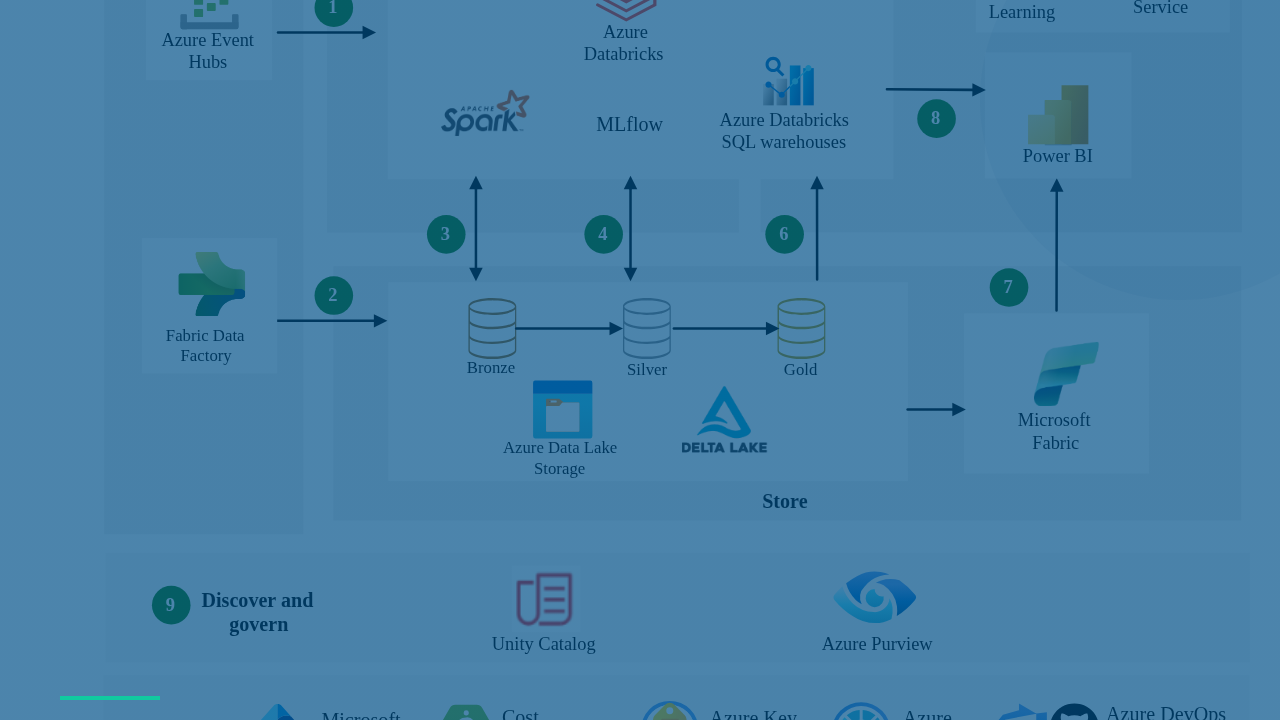 1
Azure Event
Hubs
Azure
Databricks
Learning
Service
APACHE
Spark
MLflow
Azure Databricks
SQL warehouses
8
Power BI
3
4
6
Fabric Data
Factory
2
7
Bronze
Silver
Gold
Azure Data Lake
Storage
DELTA LAKE
Microsoft
Fabric
Store
9
Discover and
govern
Unity Catalog
Azure Purview
Microsoft
Cost
Azure Key
Azure
Azure DevOps